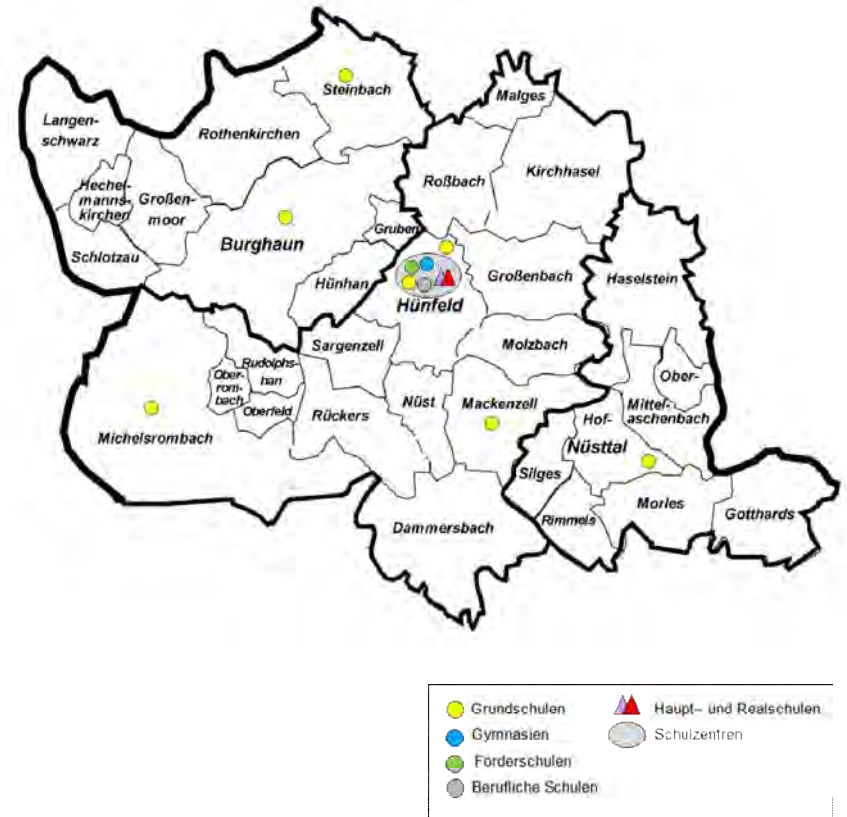 Steinbach
Malges
Langen-
schwarz
Rothenkirchen
Kirchhasel
Roßbach
Hechel-
manns-
kirchen
Großen-
moor
Gruben
Burghaun
Schlotzau
Hünhan
Großenbach
Haselstein
Hünfeld
Sargenzell
Molzbach
Rudolphs-
han
Ober-
rom-
bach
Ober-
Mittel-
aschenbach
Oberfeld
Rückers
Nüst
Mackenzell
Michelsrombach
Hof-
Nüsttal
Silges
Morles
Gotthards
Rimmels
Dammersbach
Grundschulen
Haupt- und Realschulen
Gymnasien
Schulzentren
Förderschulen
Berufliche Schulen